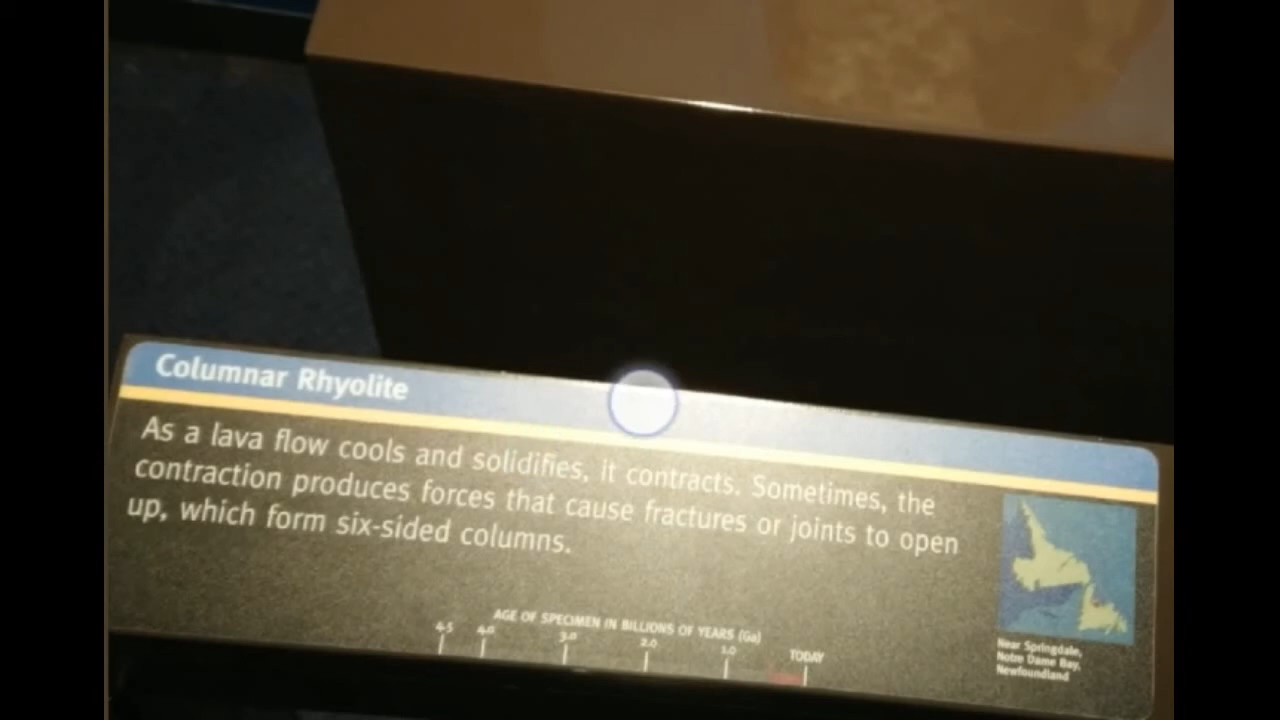 Columnar Rhyolite
As a lava flow cools and solidifies, it contracts. Sometimes, the
contraction produces forces that cause fractures or joints to open
up, which form six-sided columns.
AGE OF SPECIMEN IN BILLIONS OF YEARS (Ga)
4.5 4.0 3.0 2.0 1.0 TODAY
Near Springdale,
Notre Dame Bay,
Newfoundland